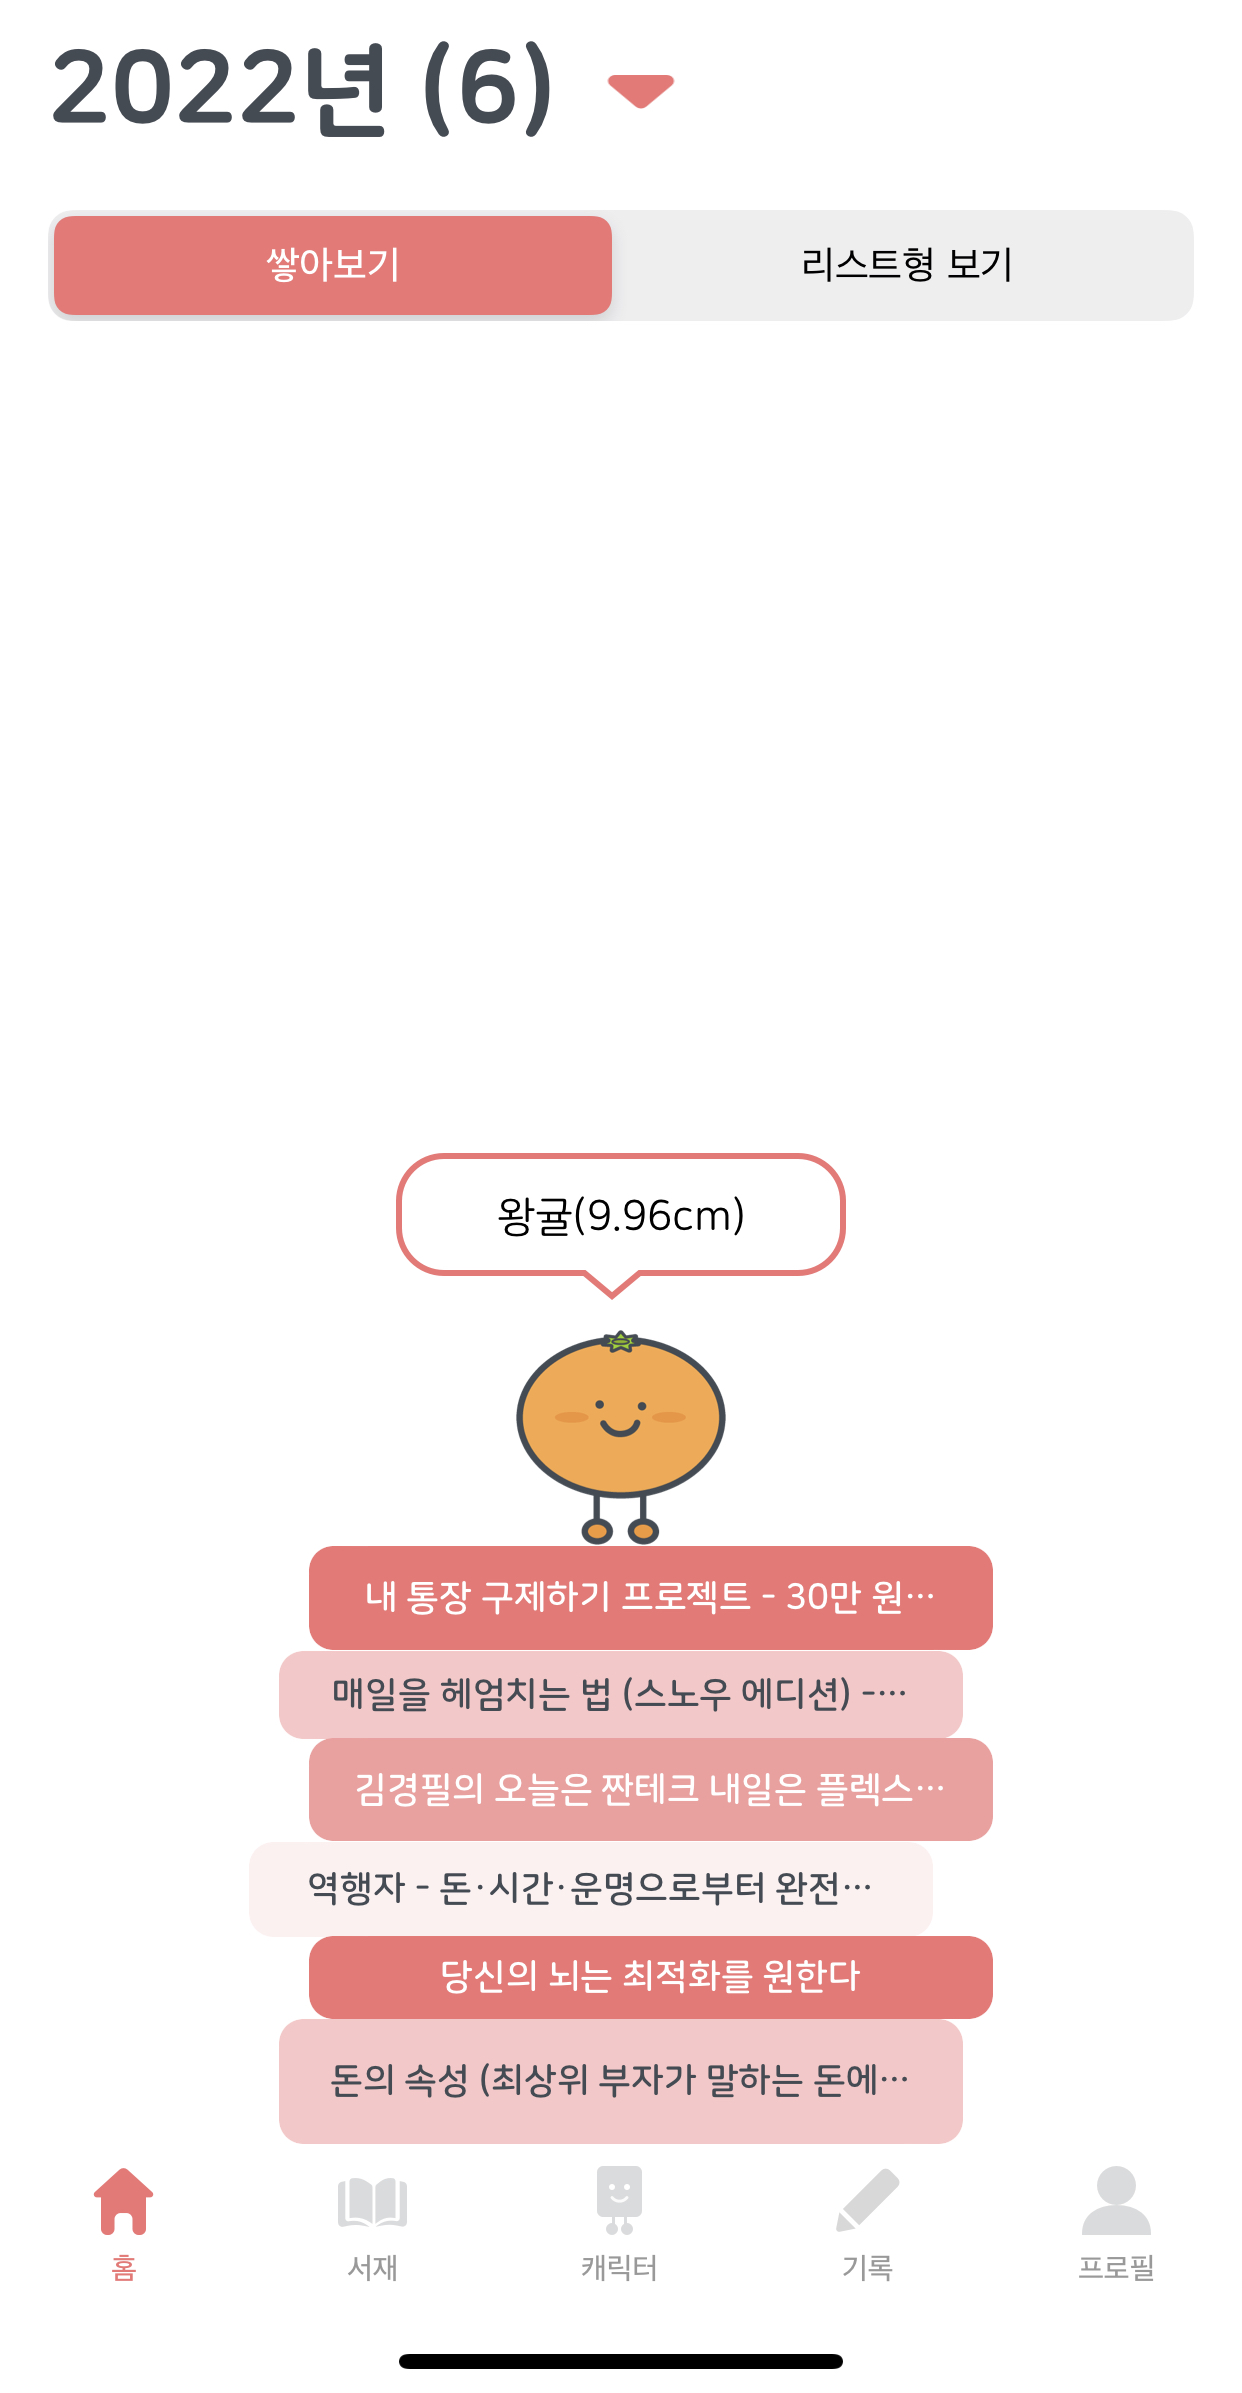 2022년 (6)
쌓아보기
리스트형 보기
왕귤(9.96cm)
내 통장 구제하기 프로젝트 - 30만 원…
매일을 헤엄치는 법 (스노우 에디션) -…
김경필의 오늘은 짠테크 내일은 플렉스…
역행자 - 돈·시간·운명으로부터 완전…
당신의 뇌는 최적화를 원한다
돈의 속성 (최상위 부자가 말하는 돈에…
홈
서재
캐릭터
기록
프로필